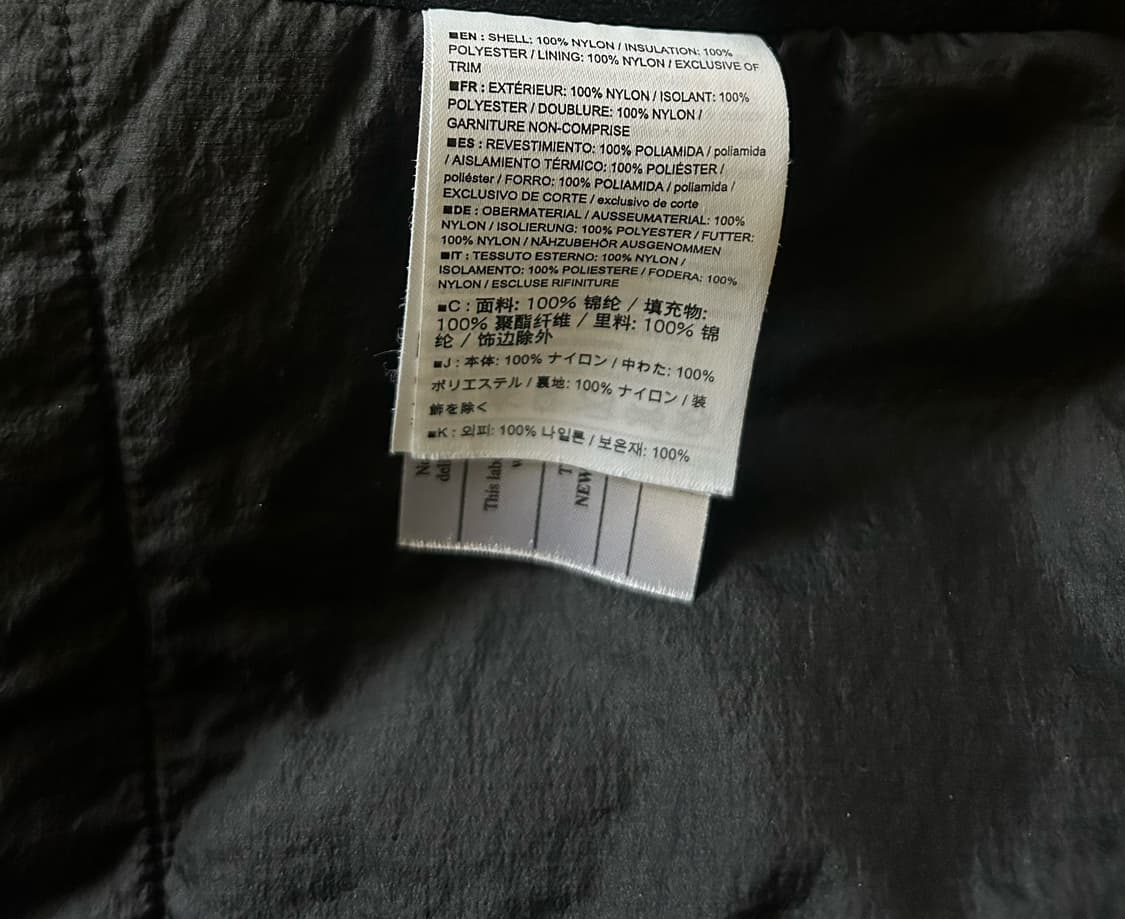 ■EN : SHELL: 100% NYLON / INSULATION: 100%
POLYESTER / LINING: 100% NYLON / EXCLUSIVE OF
TRIM
■FR : EXTÉRIEUR: 100% NYLON / ISOLANT: 100%
POLYESTER / DOUBLURE: 100% NYLON /
GARNITURE NON-COMPRISE
■ES : REVESTIMIENTO: 100% POLIAMIDA / poliamida
/ AISLAMIENTO TÉRMICO: 100% POLIÉSTER /
poliéster / FORRO: 100% POLIAMIDA / poliamida /
EXCLUSIVO DE CORTE / exclusivo de corte
■DE : OBERMATERIAL / AUSSEUMATERIAL: 100%
NYLON / ISOLIERUNG: 100% POLYESTER / FUTTER:
100% NYLON / NÄHZUBEHÖR AUSGENOMMEN
■IT : TESSUTO ESTERNO: 100% NYLON /
ISOLAMENTO: 100% POLIESTERE / FODERA: 100%
NYLON / ESCLUSE RIFINITURE
■C : 面料: 100% 锦纶 / 填充物:
100% 聚酯纤维 / 里料: 100% 锦
纶 / 饰边除外
■J : 本体: 100% ナイロン / 中わた: 100%
ポリエステル / 裏地: 100% ナイロン / 装
飾を除く
■K : 외피: 100% 나일론 / 보온재: 100%
This
NEW